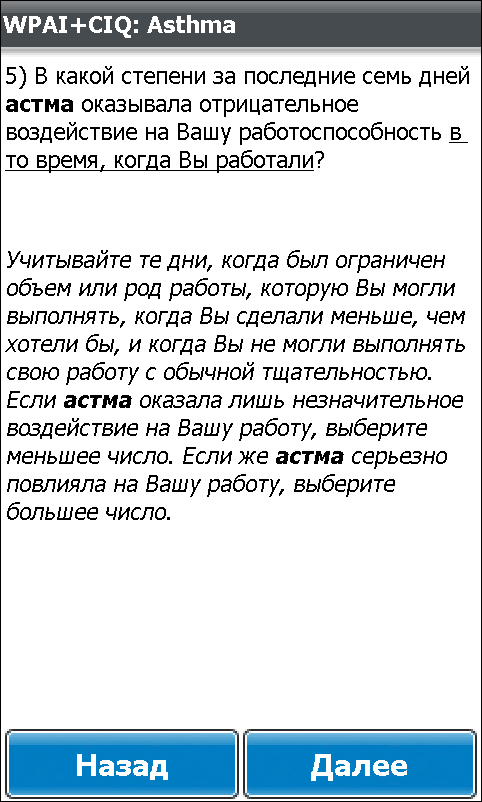 WPAI+CIQ: Asthma
5) В какой степени за последние семь дней
астма оказывала отрицательное
воздействие на Вашу работоспособность в
то время, когда Вы работали?
Учитывайте те дни, когда был ограничен
объем или род работы, которую Вы могли
выполнять, когда Вы сделали меньше, чем
хотели бы, и когда Вы не могли выполнять
свою работу с обычной тщательностью.
Если астма оказала лишь незначительное
воздействие на Вашу работу, выберите
меньшее число. Если же астма серьезно
повлияла на Вашу работу, выберите
большее число.
Назад Далее